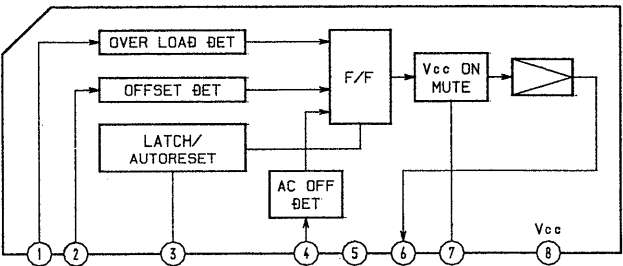 OVER LOAD DET
OFFSET DET
LATCH/
AUTORESET
F/F
Vcc ON
MUTE
AC OFF
DET
Vcc
1 2 3 4 5 6 7 8